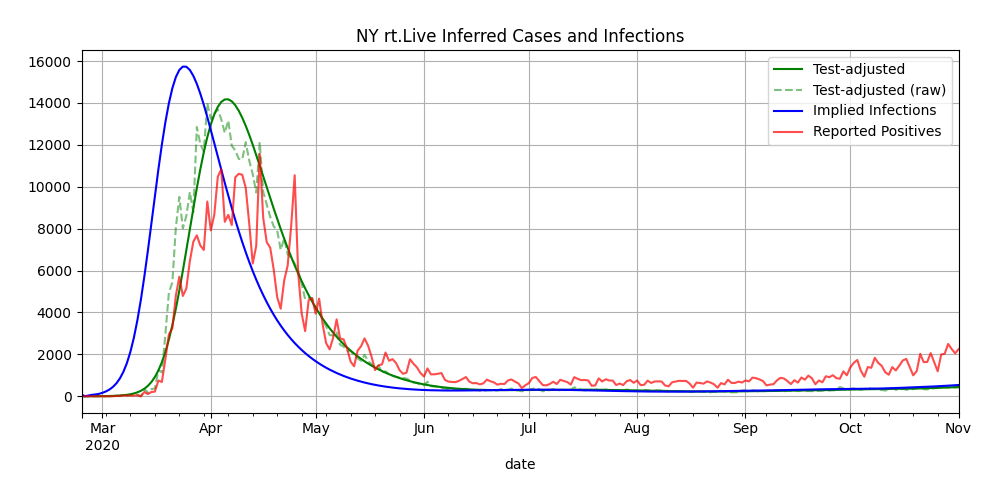 NY rt.Live Inferred Cases and Infections
16000
14000
12000
10000
8000
6000
4000
2000
0
Test-adjusted
Test-adjusted (raw)
Implied Infections
Reported Positives
Mar Apr May Jun Jul Aug Sep Oct Nov
2020
date